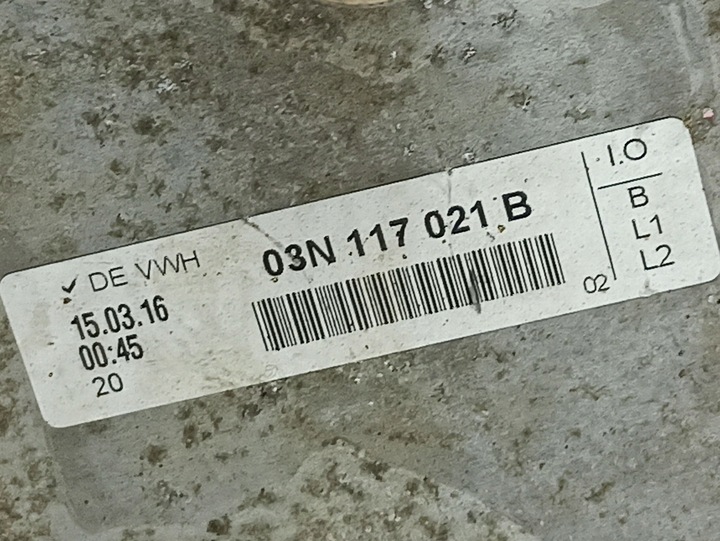 ✓ DE VWH
15.03.16
00:45
20
03N 117 021 B
02
I.O
B
L1
L2